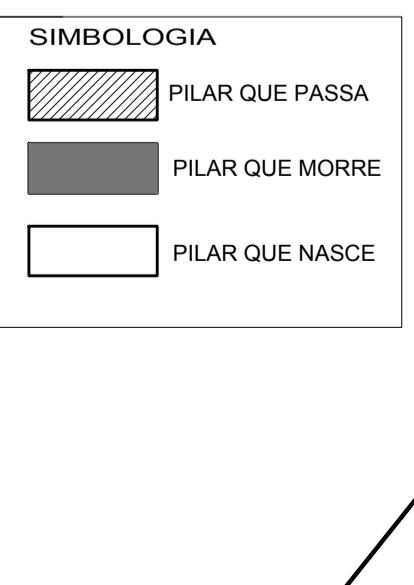 SIMBOLOGIA
PILAR QUE PASSA
PILAR QUE MORRE
PILAR QUE NASCE